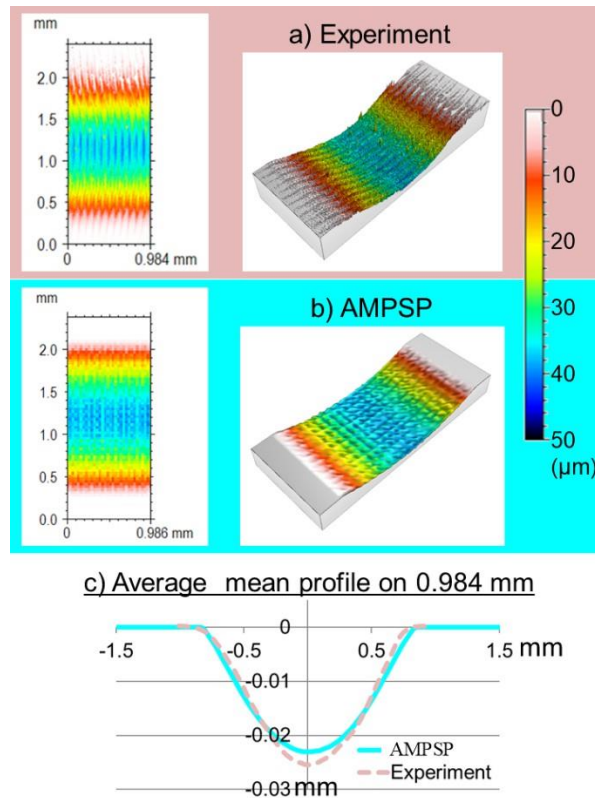 a) Experiment
mm
2.0
1.5
1.0
0.5
0.0
0
0.984 mm
0
10
20
30
40
50
(μm)
b) AMPSP
mm
2.0
1.5
1.0
0.5
0.0
0
0.986 mm
c) Average mean profile on 0.984 mm
0
-1.5
-0.5
0.5
1.5
mm
-0.01
-0.02
-0.03
mm
AMPSP
Experiment